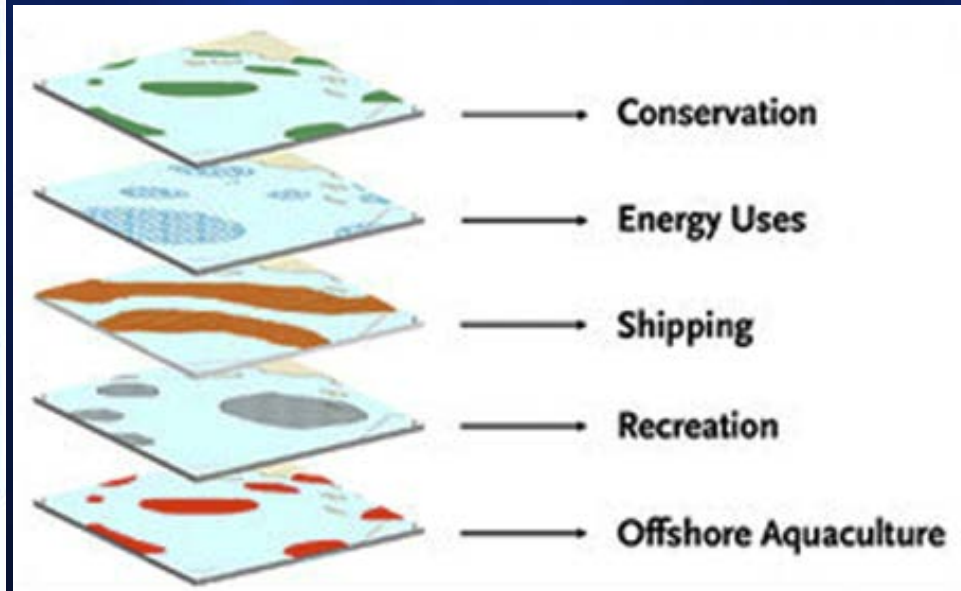 Conservation
Energy Uses
Shipping
Recreation
Offshore Aquaculture